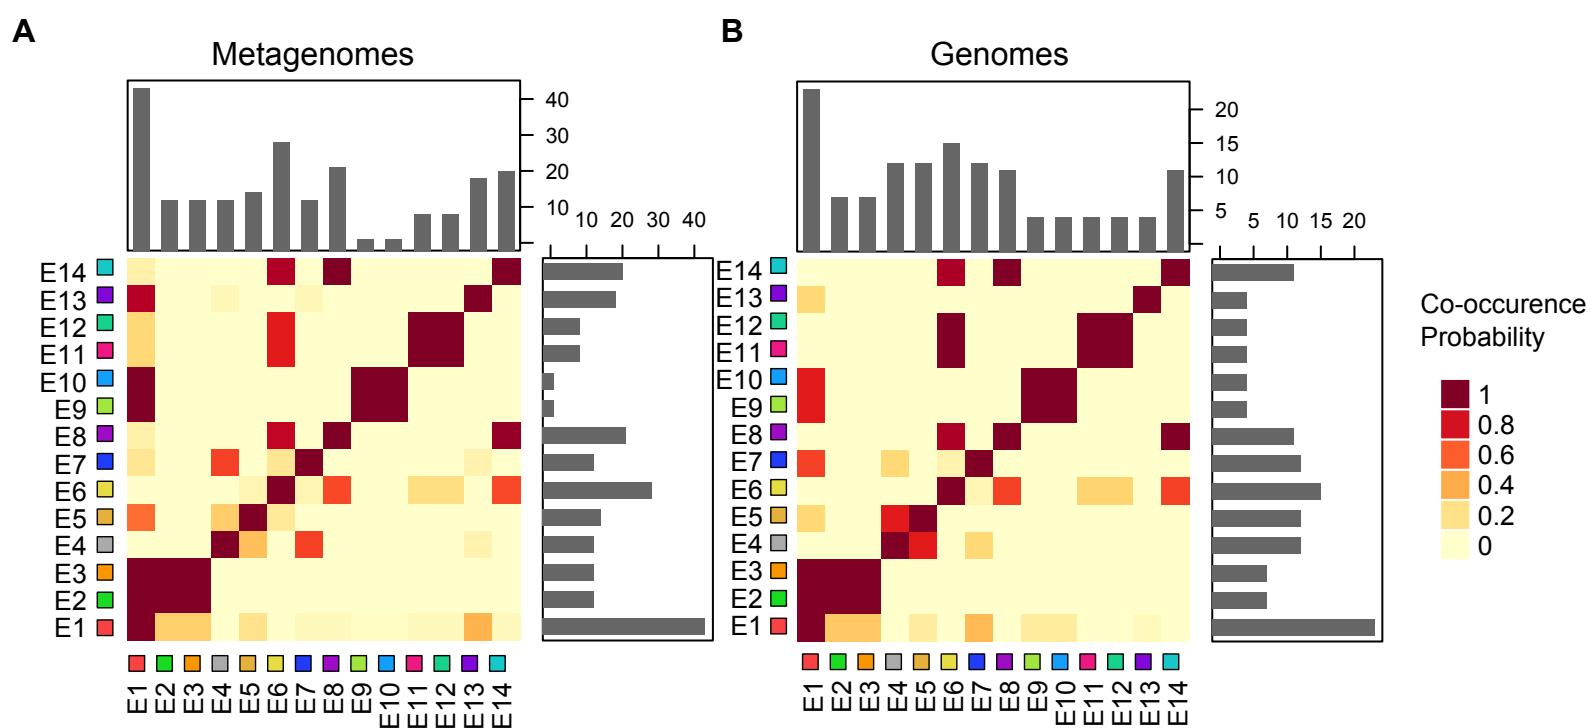 A
Metagenomes
40
30
20
10
10 20 30 40
E14
E13
E12
E11
E10
E9
E8
E7
E6
E5
E4
E3
E2
E1
E1 E2 E3 E4 E5 E6 E7 E8 E9 E10 E11 E12 E13 E14
B
Genomes
20
15
10
5
5 10 15 20
E14
E13
E12
E11
E10
E9
E8
E7
E6
E5
E4
E3
E2
E1
E1 E2 E3 E4 E5 E6 E7 E8 E9 E10 E11 E12 E13 E14
Co-occurence
Probability
1
0.8
0.6
0.4
0.2
0